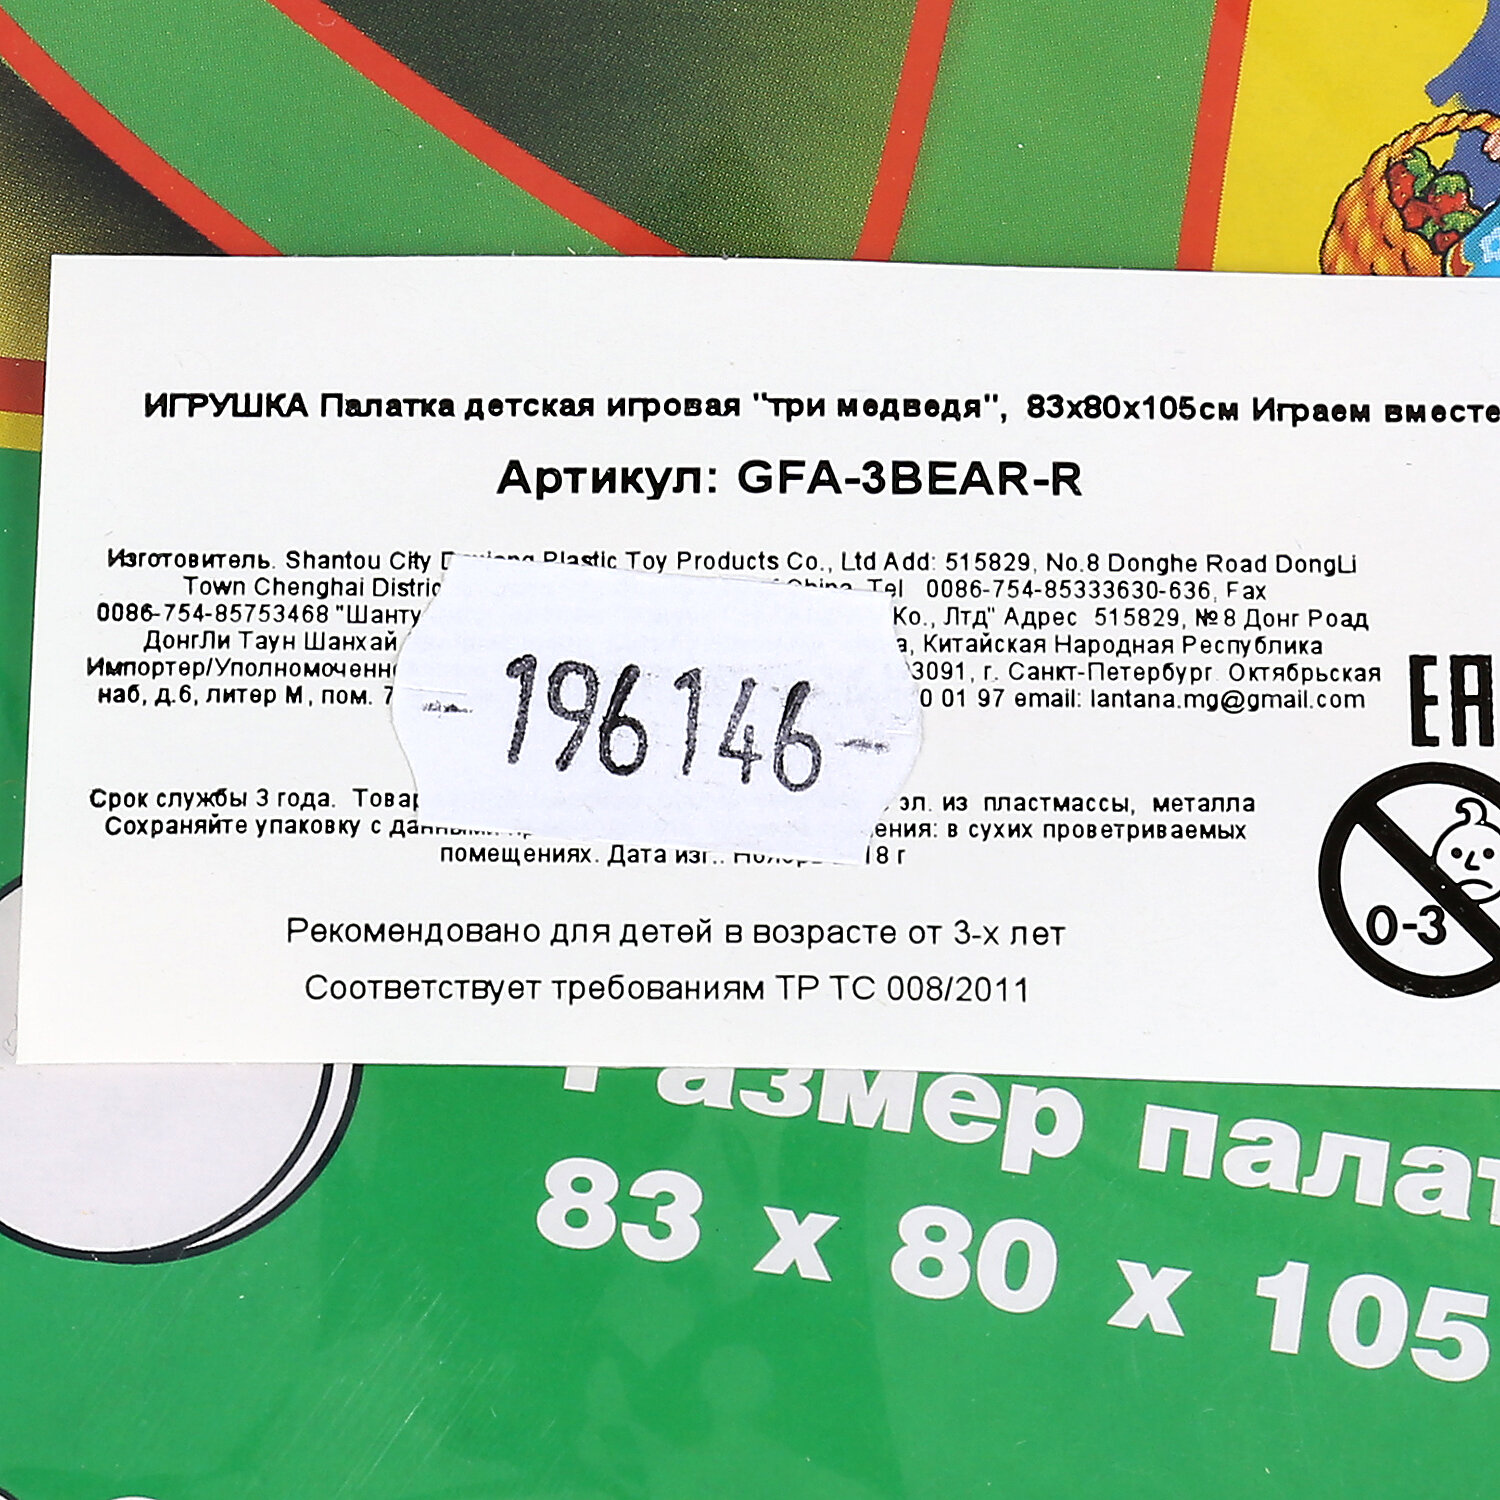 ИГРУШКА Палатка детская игровая "три медведя", 83х80х105см Играем вместе
Артикул: GFA-3BEAR-R
Изготовитель. Shantou City Plastic Toy Products Co., Ltd Add: 515829, No.8 Donghe Road DongLi
Town Chenghai China, Tel 0086-754-85333630-636, Fax
0086-754-85753468 "Шанту Ко., Лтд" Адрес 515829, №8 Донг Роад
ДонгЛи Таун Шанхай Китайская Народная Республика
Импортер/Уполномоченн 3091, г. Санкт-Петербург Октябрьская
наб, д.6, литер М, пом. 7 0 01 97 email: lantana.mg@gmail.com
-196146-
EAC
Срок службы 3 года. Товар эл. из пластмассы, металла
Сохраняйте упаковку с данными ения: в сухих проветриваемых
помещениях. Дата изг.: 18 г
0-3
Рекомендовано для детей в возрасте от 3-х лет
Соответствует требованиям ТР ТС 008/2011
Размер палат
83 х 80 х 105